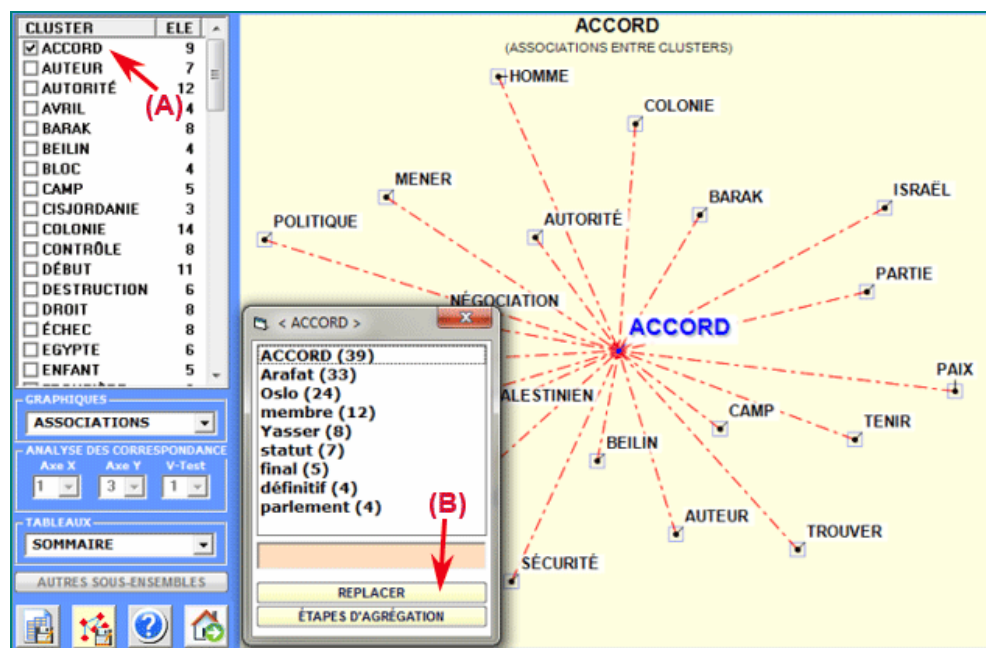 CLUSTER ELE
ACCORD 9
AUTEUR 7
AUTORITÉ 12
AVRIL 4
BARAK 8
BEILIN 4
BLOC 4
CAMP 5
CISJORDANIE 3
COLONIE 14
CONTRÔLE 8
DÉBUT 11
DESTRUCTION 6
DROIT 8
ÉCHEC 8
EGYPTE 6
ENFANT 5
(A)
GRAPHIQUES
ASSOCIATIONS
ANALYSE DES CORRESPONDANCE
Axe X Axe Y V-Test
1 3 1
TABLEAUX
SOMMAIRE
AUTRES SOUS-ENSEMBLES
ACCORD
(ASSOCIATIONS ENTRE CLUSTERS)
HOMME
COLONIE
MENER
BARAK
ISRAËL
POLITIQUE
AUTORITÉ
PARTIE
NÉGOCIATION
ACCORD
PAIX
ALESTINIEN
CAMP
TENIR
BEILIN
AUTEUR
TROUVER
SÉCURITÉ
< ACCORD >
ACCORD (39)
Arafat (33)
Oslo (24)
membre (12)
Yasser (8)
statut (7)
final (5)
définitif (4)
parlement (4)
(B)
REPLACER
ÉTAPES D'AGRÉGATION